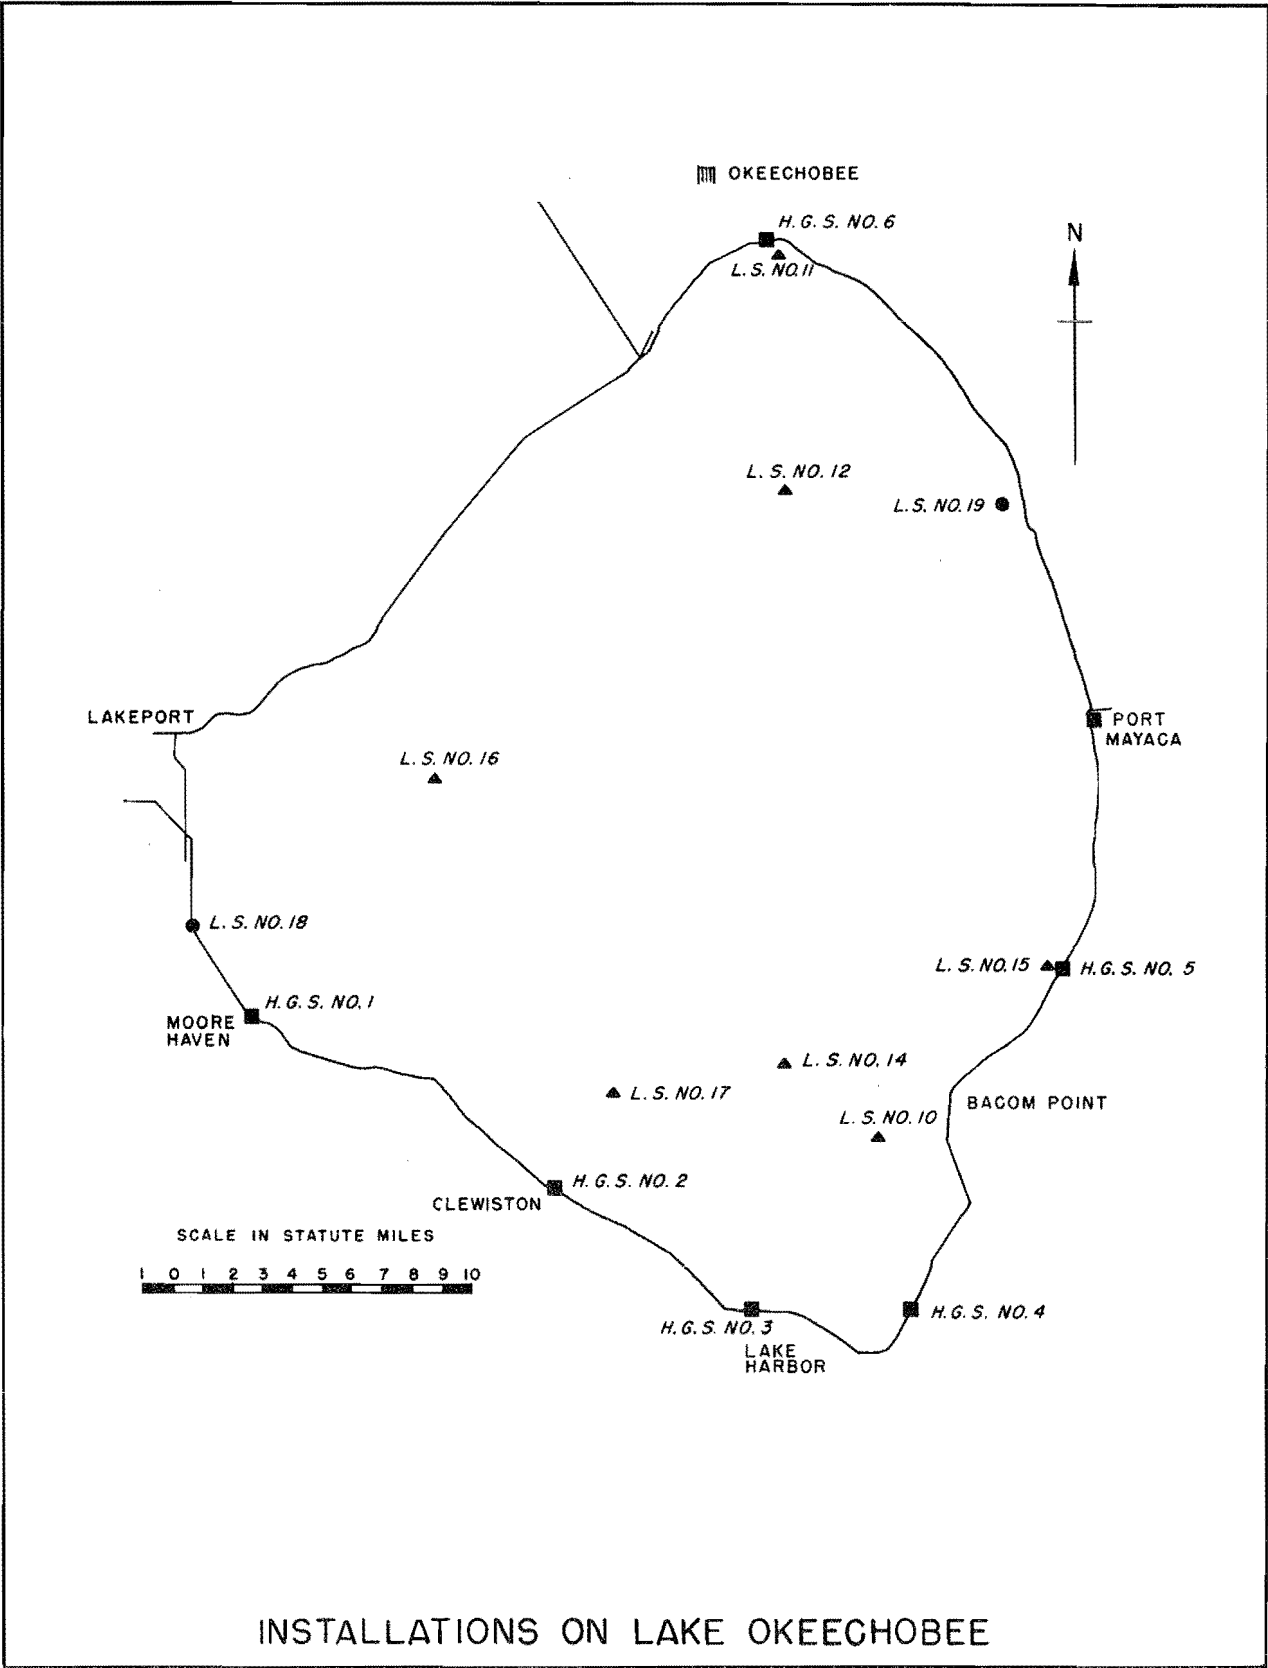 OKEECHOBEE
H. G. S. NO. 6
N
L. S. NO. 11
L. S. NO. 12
L. S. NO. 19
LAKEPORT
PORT
MAYACA
L. S. NO. 16
L. S. NO. 18
L. S. NO. 15
H. G. S. NO. 5
H. G. S. NO. 1
MOORE
HAVEN
L. S. NO. 14
L. S. NO. 17
BACOM POINT
L. S. NO. 10
H. G. S. NO. 2
CLEWISTON
SCALE IN STATUTE MILES
1 0 1 2 3 4 5 6 7 8 9 10
H. G. S. NO. 3
H. G. S. NO. 4
LAKE
HARBOR
INSTALLATIONS ON LAKE OKEECHOBEE